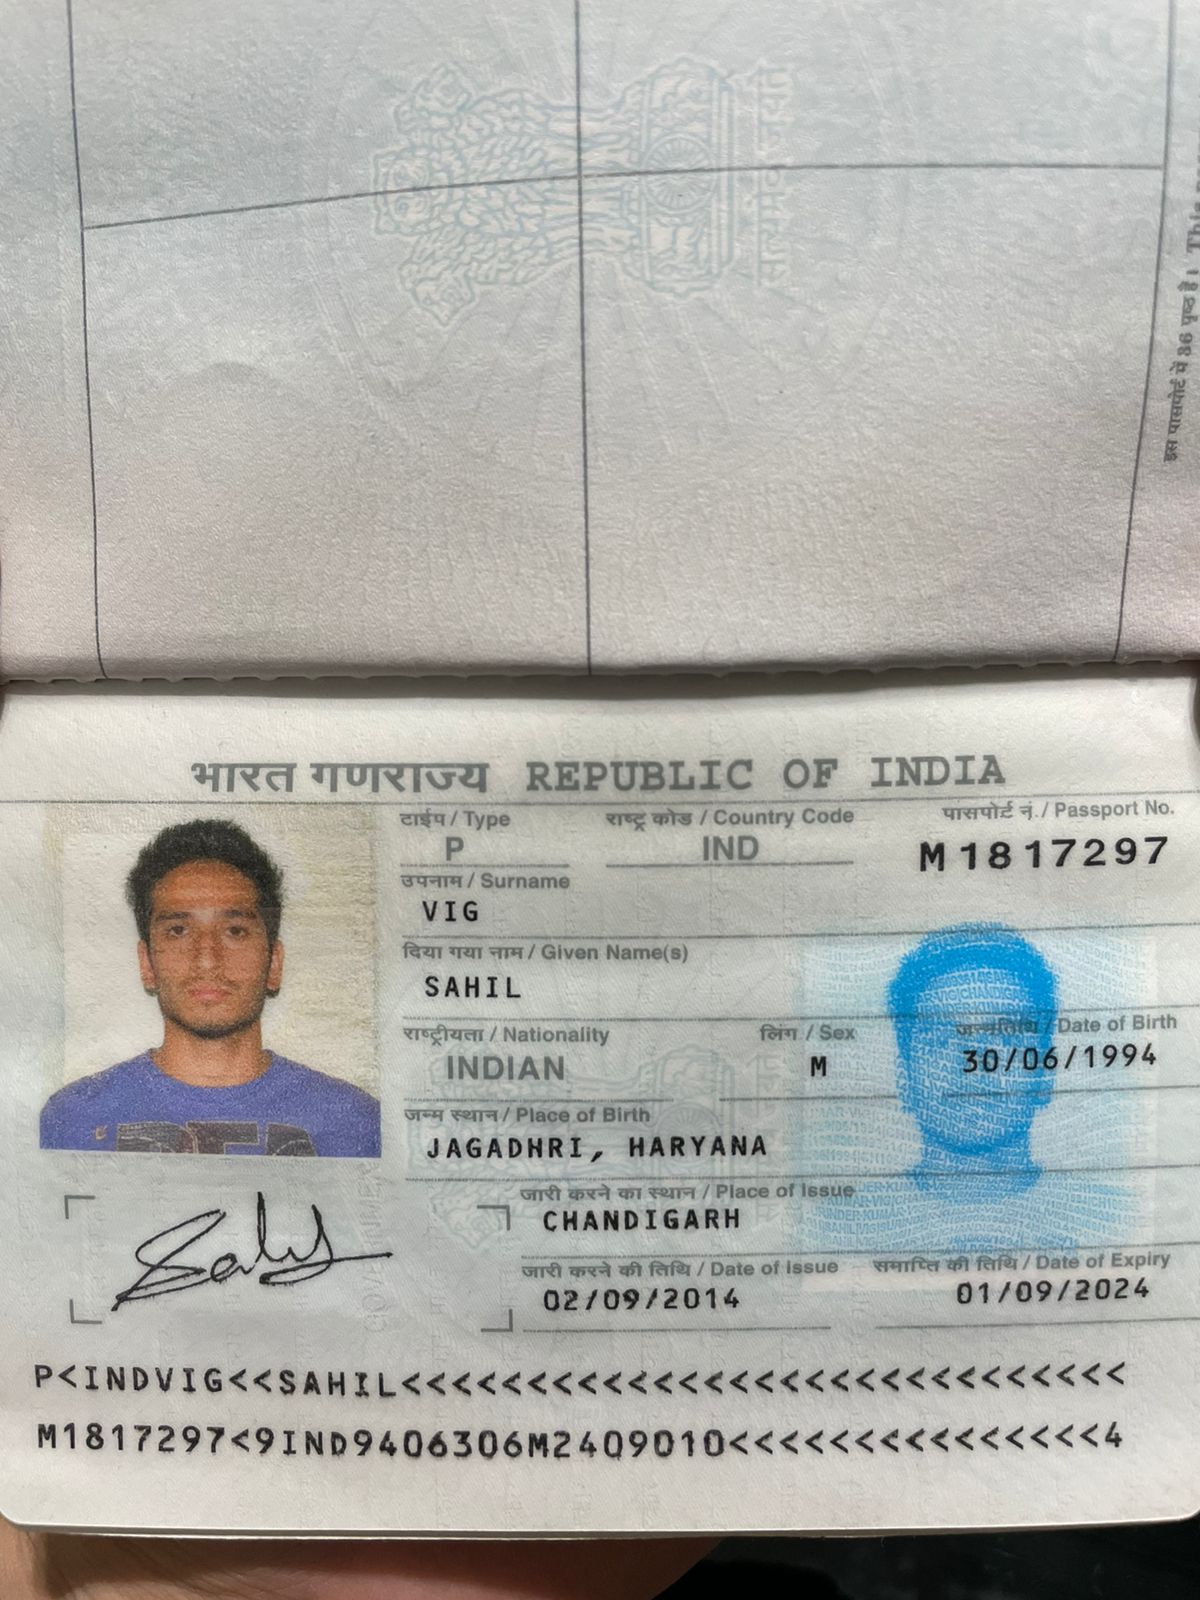 इस पासपोर्ट में 36 पृष्ठ हैं।
भारत गणराज्य REPUBLIC OF INDIA
टाईप / Type राष्ट्र कोड / Country Code पासपोर्ट नं. / Passport No.
P IND M1817297
उपनाम / Surname
VIG
दिया गया नाम / Given Name(s)
SAHIL
राष्ट्रीयता / Nationality लिंग / Sex जन्मतिथि / Date of Birth
INDIAN M 30/06/1994
जन्म स्थान / Place of Birth
JAGADHRI, HARYANA
जारी करने का स्थान / Place of Issue
CHANDIGARH
जारी करने की तिथि / Date of Issue समाप्ति की तिथि / Date of Expiry
02/09/2014 01/09/2024
Sahil
P<INDVIG<<SAHIL<<<<<<<<<<<<<<<<<<<<<<<<<<<<<
M1817297<9IND9406306M2409010<<<<<<<<<<<<<<<4